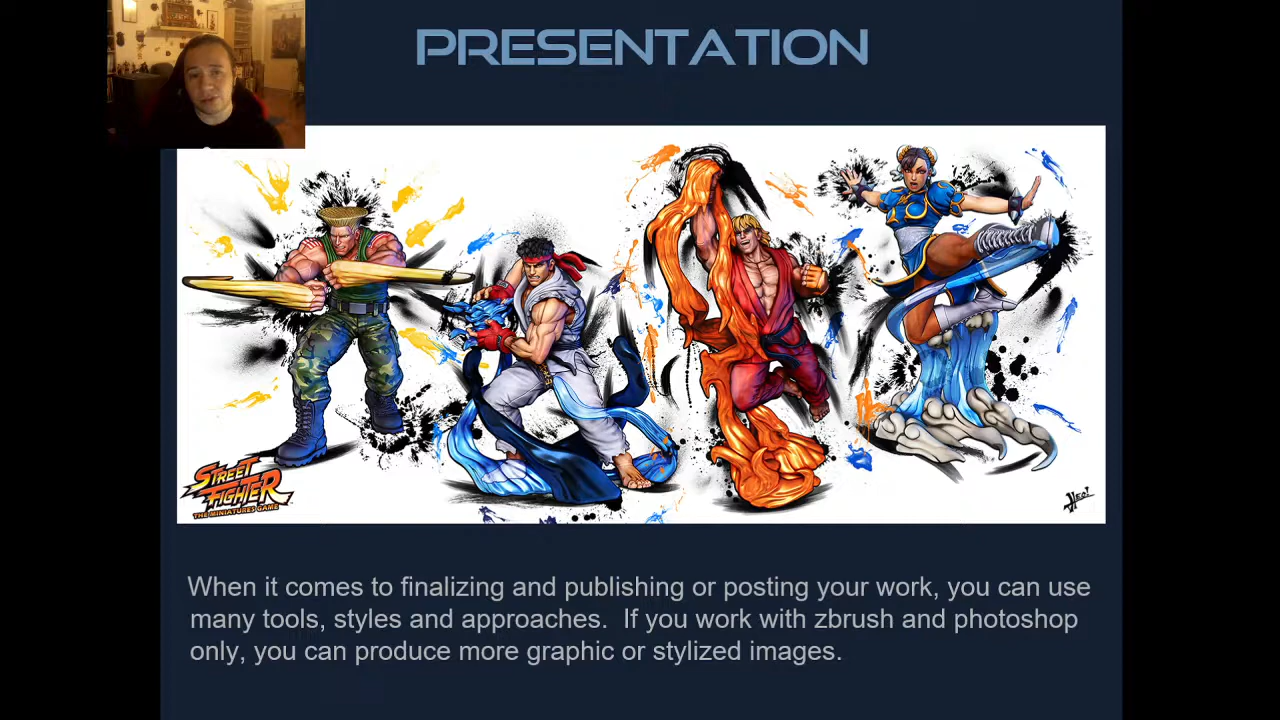 PRESENTATION
STREET
FIGHTER
THE MINIATURES GAME
When it comes to finalizing and publishing or posting your work, you can use
many tools, styles and approaches.  If you work with zbrush and photoshop
only, you can produce more graphic or stylized images.